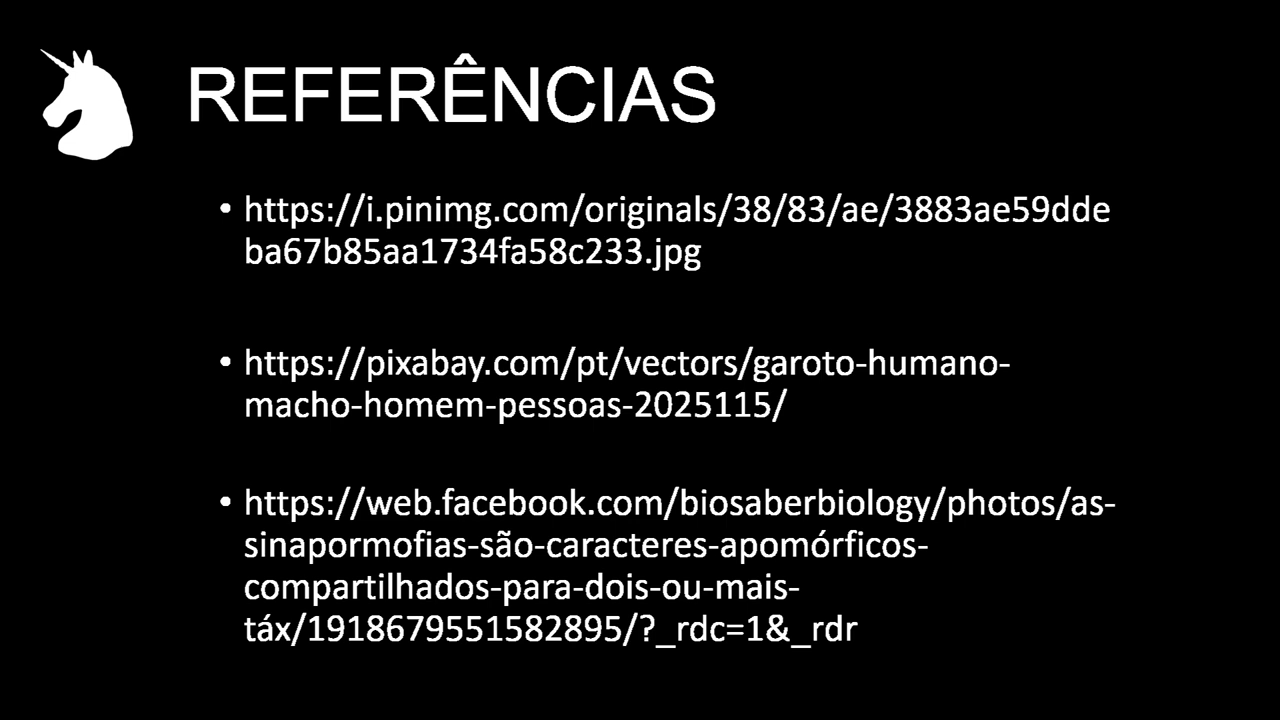 REFERÊNCIAS
• https://i.pinimg.com/originals/38/83/ae/3883ae59dde
ba67b85aa1734fa58c233.jpg
• https://pixabay.com/pt/vectors/garoto-humano-
macho-homem-pessoas-2025115/
• https://web.facebook.com/biosaberbiology/photos/as-
sinapormofias-são-caracteres-apomórficos-
compartilhados-para-dois-ou-mais-
táx/1918679551582895/?_rdc=1&_rdr